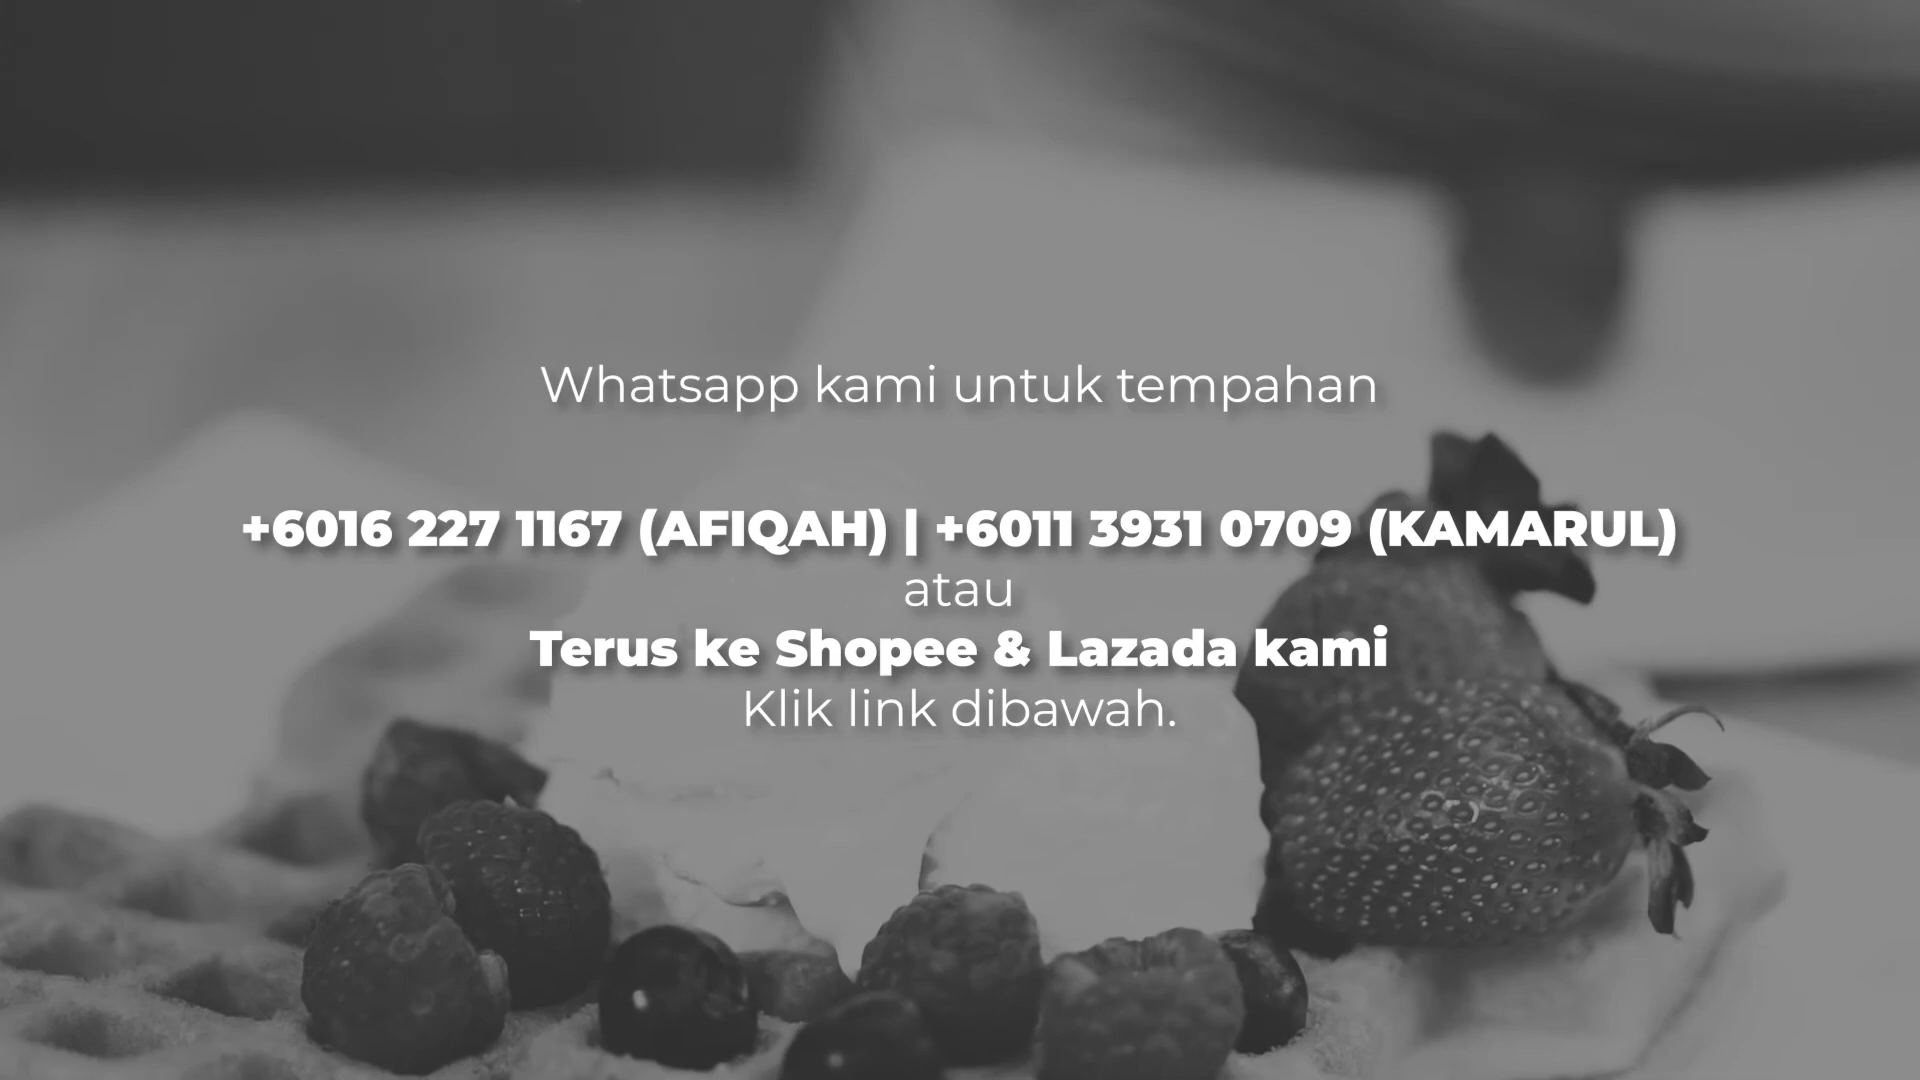 Whatsapp kami untuk tempahan
+6016 227 1167 (AFIQAH) | +6011 3931 0709 (KAMARUL)
atau
Terus ke Shopee & Lazada kami
Klik link dibawah.